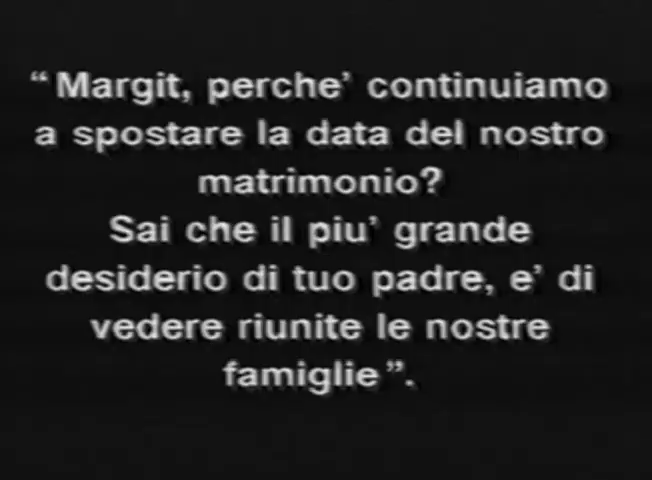 “Margit, perche’ continuiamo
a spostare la data del nostro
matrimonio?
Sai che il piu’ grande
desiderio di tuo padre, e’ di
vedere riunite le nostre
famiglie”.